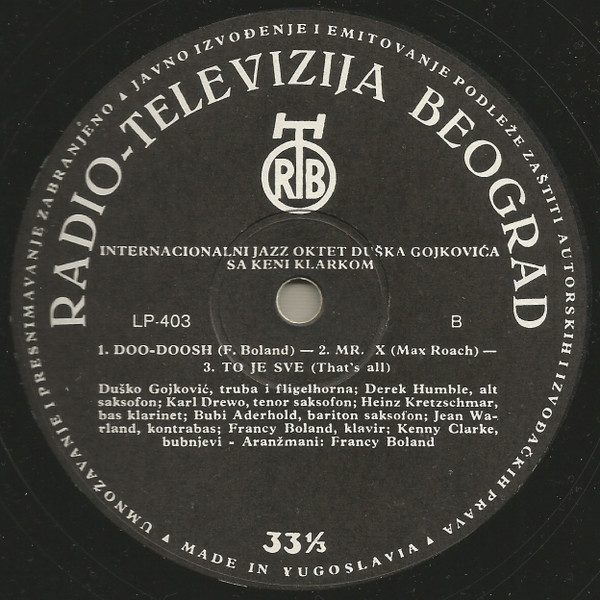 UMNOŽAVANJE I PRESNIMAVANJE ZABRANJENO ▲ JAVNO IZVOĐENJE I EMITOVANJE PODLEŽE ZAŠTITI AUTORSKIH I IZVOĐAČKIH PRAVA ▲
RADIO-TELEVIZIJA BEOGRAD
RTB
INTERNACIONALNI JAZZ OKTET DUŠKA GOJKOVIĆA
SA KENI KLARKOM
LP-403 B
1. DOO-DOOSH (F. Boland) — 2. MR. X (Max Roach) —
3. TO JE SVE (That's all)
Duško Gojković, truba i fligelhorna; Derek Humble, alt
saksofon; Karl Drewo, tenor saksofon; Heinz Kretzschmar,
bas klarinet; Bubi Aderhold, bariton saksofon; Jean Wa-
rland, kontrabas; Francy Boland, klavir; Kenny Clarke,
bubnjevi - Aranžmani: Francy Boland
33⅓
▲ MADE IN YUGOSLAVIA ▲